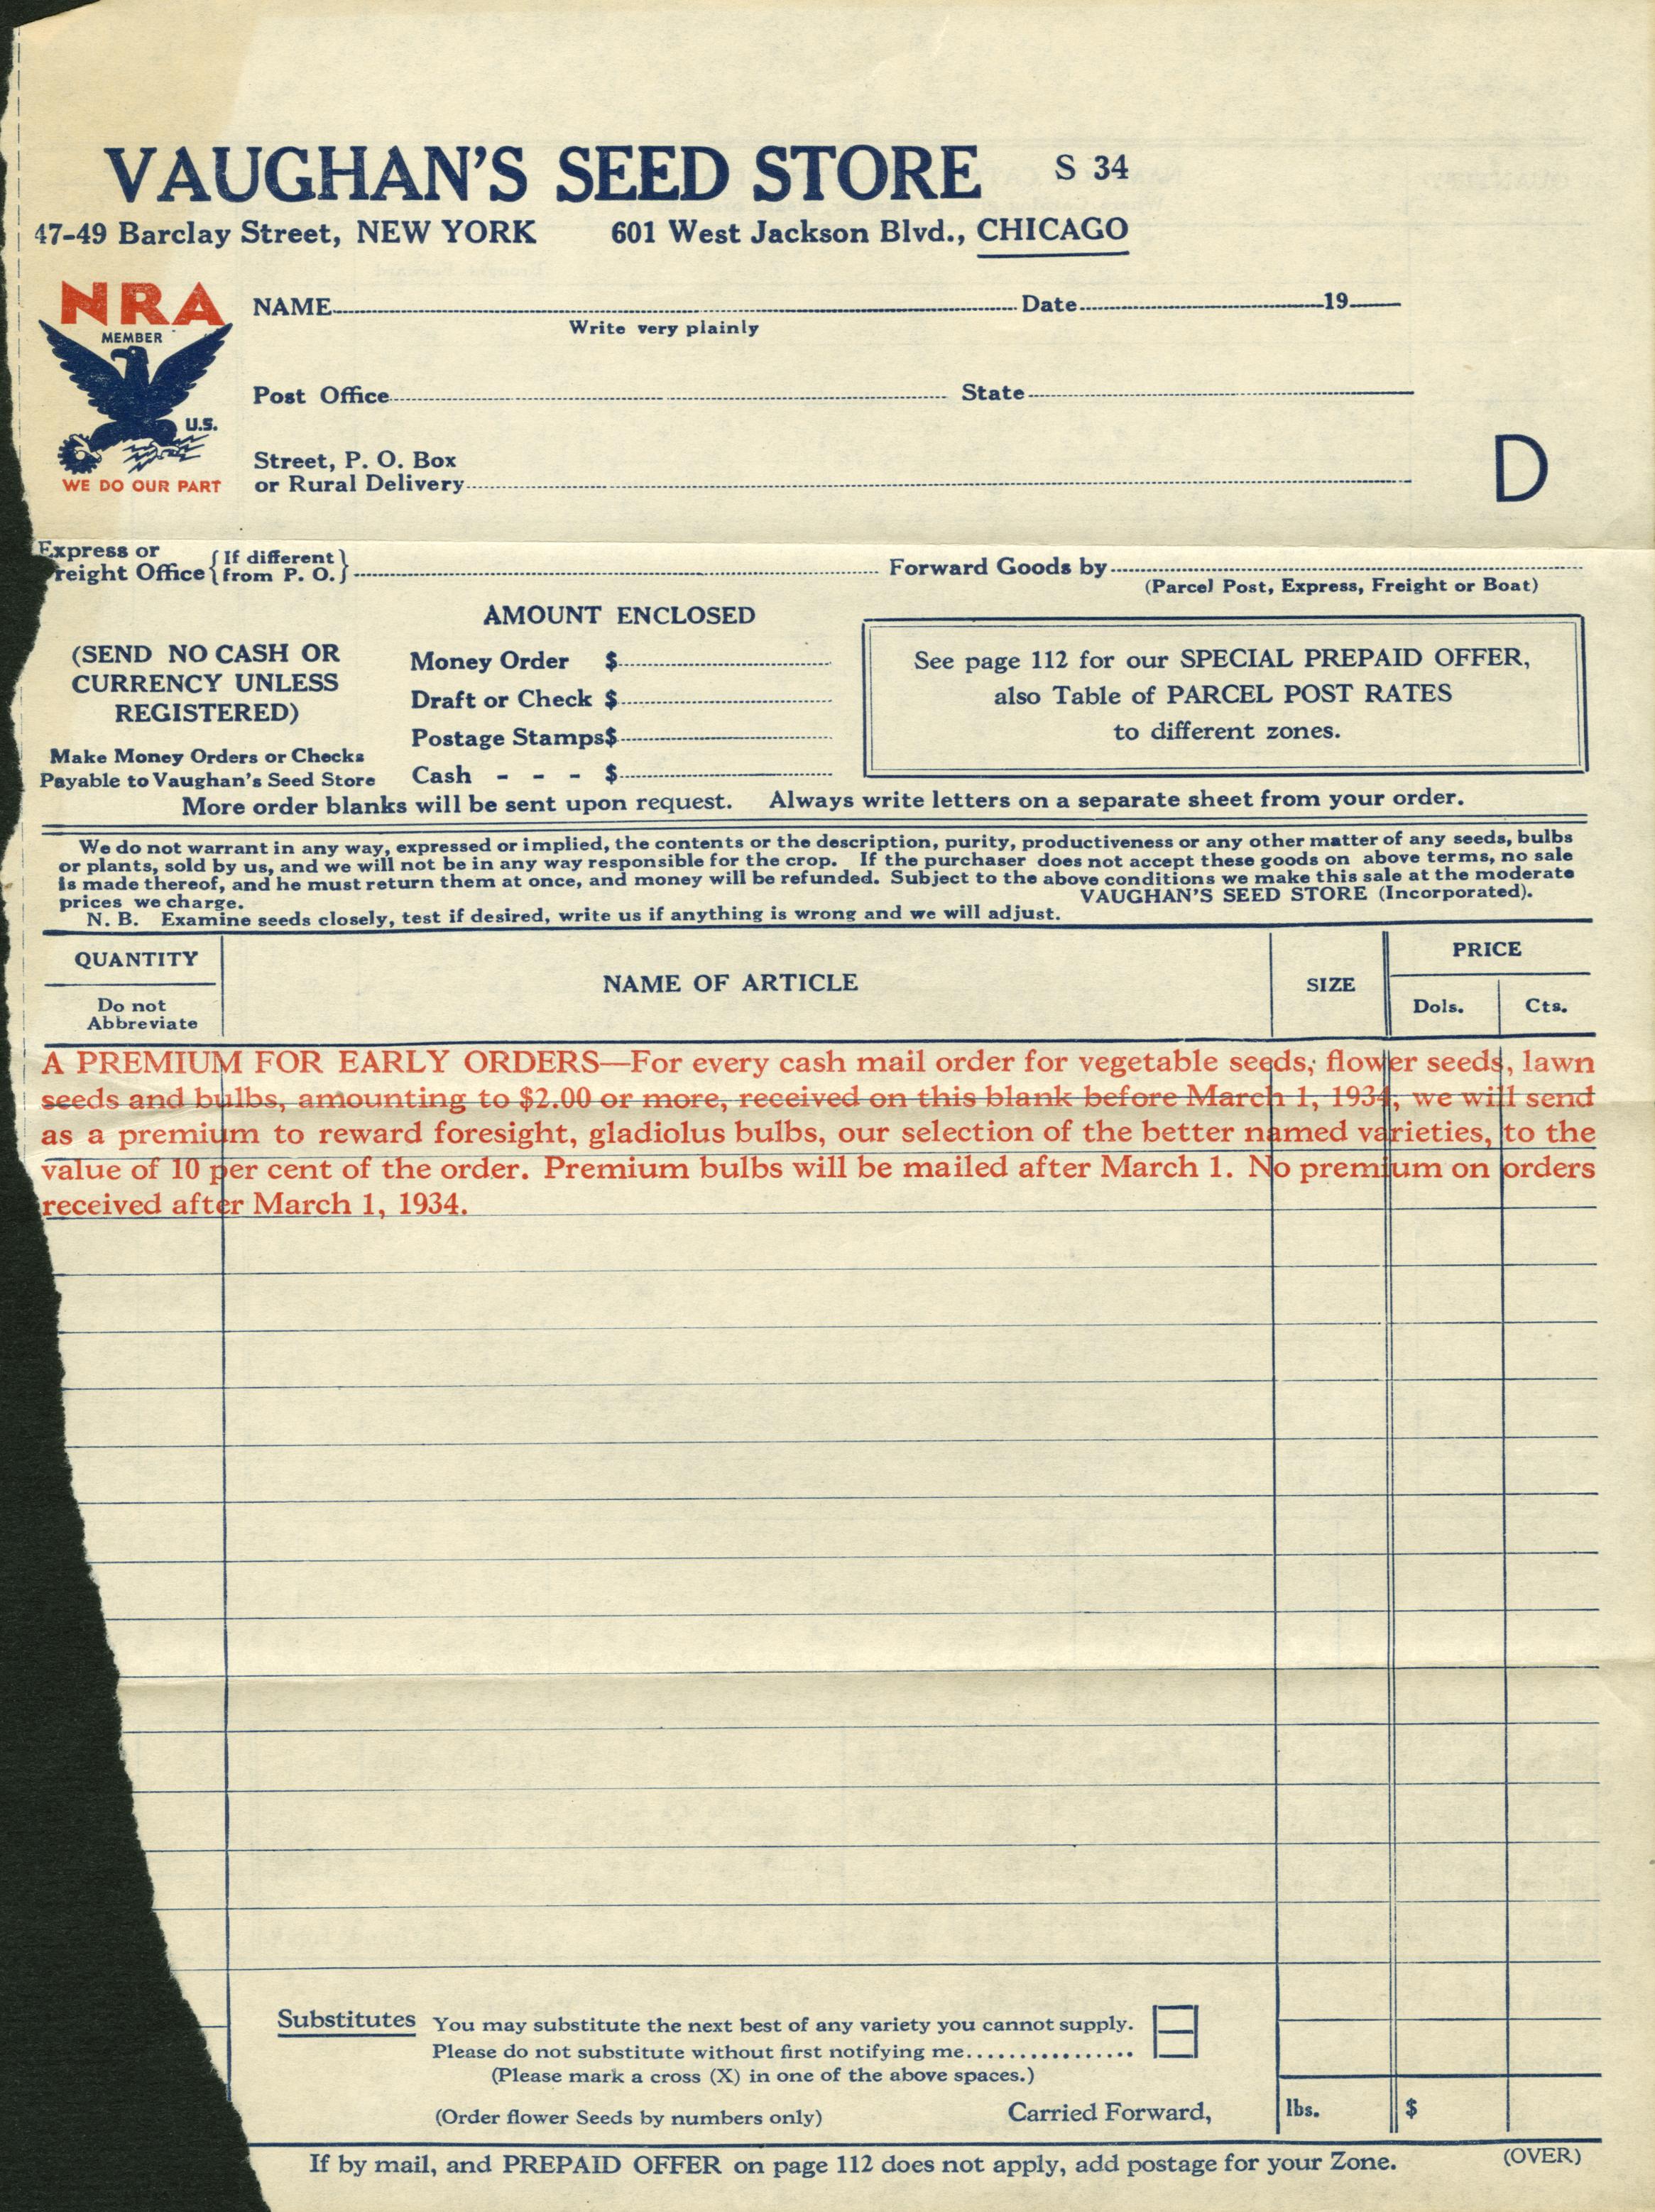 VAUGHAN'S SEED STORE S 34
47-49 Barclay Street, NEW YORK 601 West Jackson Blvd., CHICAGO
NRA
MEMBER
U.S.
WE DO OUR PART
NAME Date 19
Write very plainly
Post Office State
Street, P. O. Box
or Rural Delivery
D
Express or {If different}
reight Office {from P. O.} Forward Goods by
(Parcel Post, Express, Freight or Boat)
AMOUNT ENCLOSED
(SEND NO CASH OR
CURRENCY UNLESS
REGISTERED)
Make Money Orders or Checks
Payable to Vaughan's Seed Store
Money Order $
Draft or Check $
Postage Stamps $
Cash - - - $
See page 112 for our SPECIAL PREPAID OFFER,
also Table of PARCEL POST RATES
to different zones.
More order blanks will be sent upon request. Always write letters on a separate sheet from your order.
We do not warrant in any way, expressed or implied, the contents or the description, purity, productiveness or any other matter of any seeds, bulbs
or plants, sold by us, and we will not be in any way responsible for the crop. If the purchaser does not accept these goods on above terms, no sale
is made thereof, and he must return them at once, and money will be refunded. Subject to the above conditions we make this sale at the moderate
prices we charge. VAUGHAN'S SEED STORE (Incorporated).
N. B. Examine seeds closely, test if desired, write us if anything is wrong and we will adjust.
QUANTITY
Do not
Abbreviate
NAME OF ARTICLE
SIZE
PRICE
Dols. Cts.
A PREMIUM FOR EARLY ORDERS—For every cash mail order for vegetable seeds, flower seeds, lawn
seeds and bulbs, amounting to $2.00 or more, received on this blank before March 1, 1934, we will send
as a premium to reward foresight, gladiolus bulbs, our selection of the better named varieties, to the
value of 10 per cent of the order. Premium bulbs will be mailed after March 1. No premium on orders
received after March 1, 1934.
Substitutes You may substitute the next best of any variety you cannot supply.
Please do not substitute without first notifying me................
(Please mark a cross (X) in one of the above spaces.)
(Order flower Seeds by numbers only) Carried Forward, lbs. $
If by mail, and PREPAID OFFER on page 112 does not apply, add postage for your Zone. (OVER)